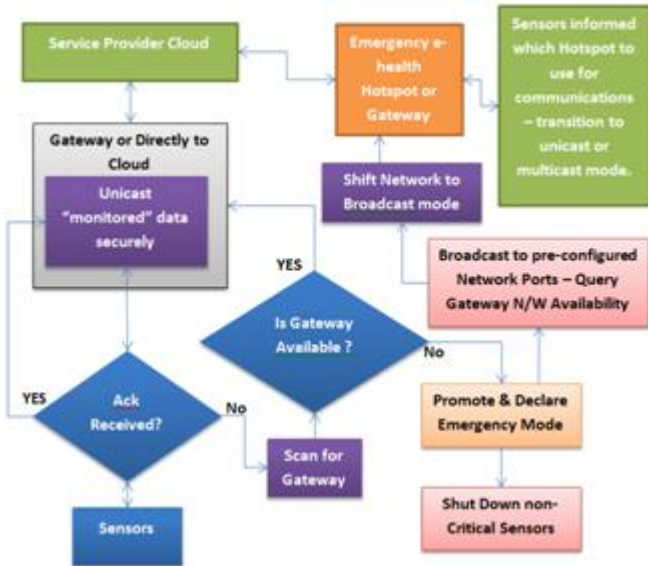 Service Provider Cloud
Emergency e-
health
Hotspot or
Gateway
Sensors informed
which Hotspot to
use for
communications
– transition to
unicast or
multicast mode.
Gateway or Directly to
Cloud
Unicast
“monitored” data
securely
Shift Network to
Broadcast mode
Broadcast to pre-configured
Network Ports – Query
Gateway N/W Availability
YES
Is Gateway
Available ?
No
YES
Ack
Received?
No
Promote & Declare
Emergency Mode
Scan for
Gateway
Sensors
Shut Down non-
Critical Sensors